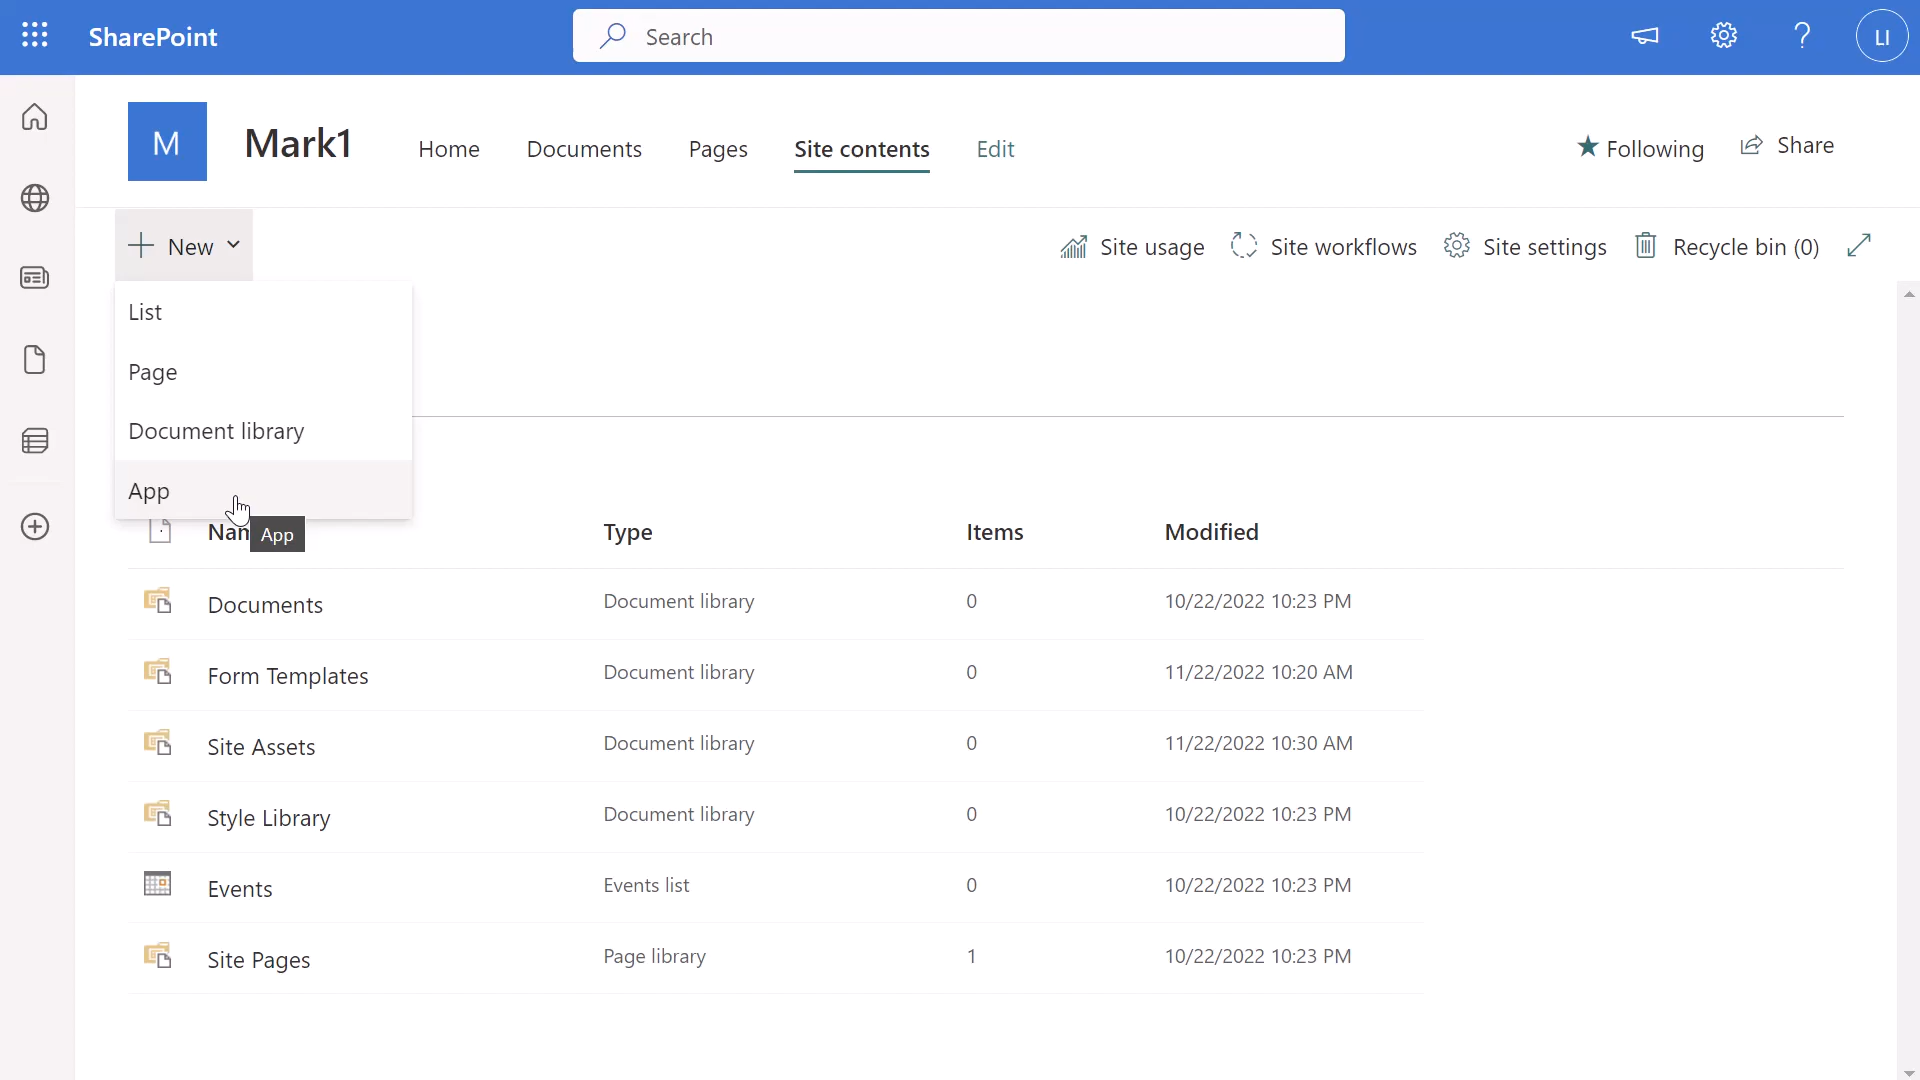 SharePoint
Search
LI
M
Mark1
Home
Documents
Pages
Site contents
Edit
Following
Share
New
Site usage
Site workflows
Site settings
Recycle bin (0)
List
Page
Document library
App
App
Type
Items
Modified
Documents
Document library
0
10/22/2022 10:23 PM
Form Templates
Document library
0
11/22/2022 10:20 AM
Site Assets
Document library
0
11/22/2022 10:30 AM
Style Library
Document library
0
10/22/2022 10:23 PM
Events
Events list
0
10/22/2022 10:23 PM
Site Pages
Page library
1
10/22/2022 10:23 PM